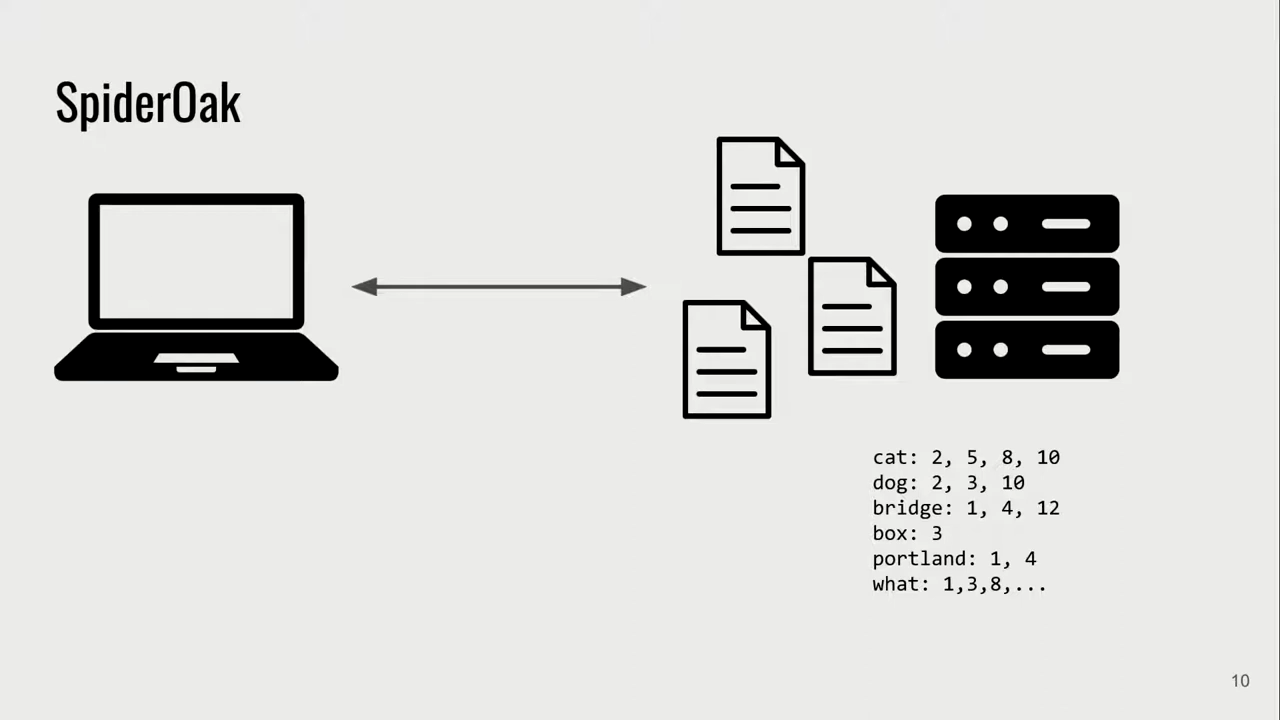 SpiderOak
cat: 2, 5, 8, 10
dog: 2, 3, 10
bridge: 1, 4, 12
box: 3
portland: 1, 4
what: 1,3,8,...
10